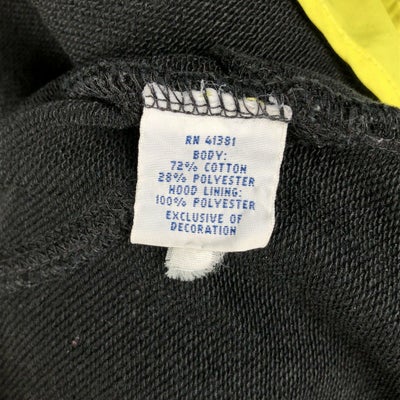 RN 41381
BODY:
72% COTTON
28% POLYESTER
HOOD LINING:
100% POLYESTER
EXCLUSIVE OF
DECORATION